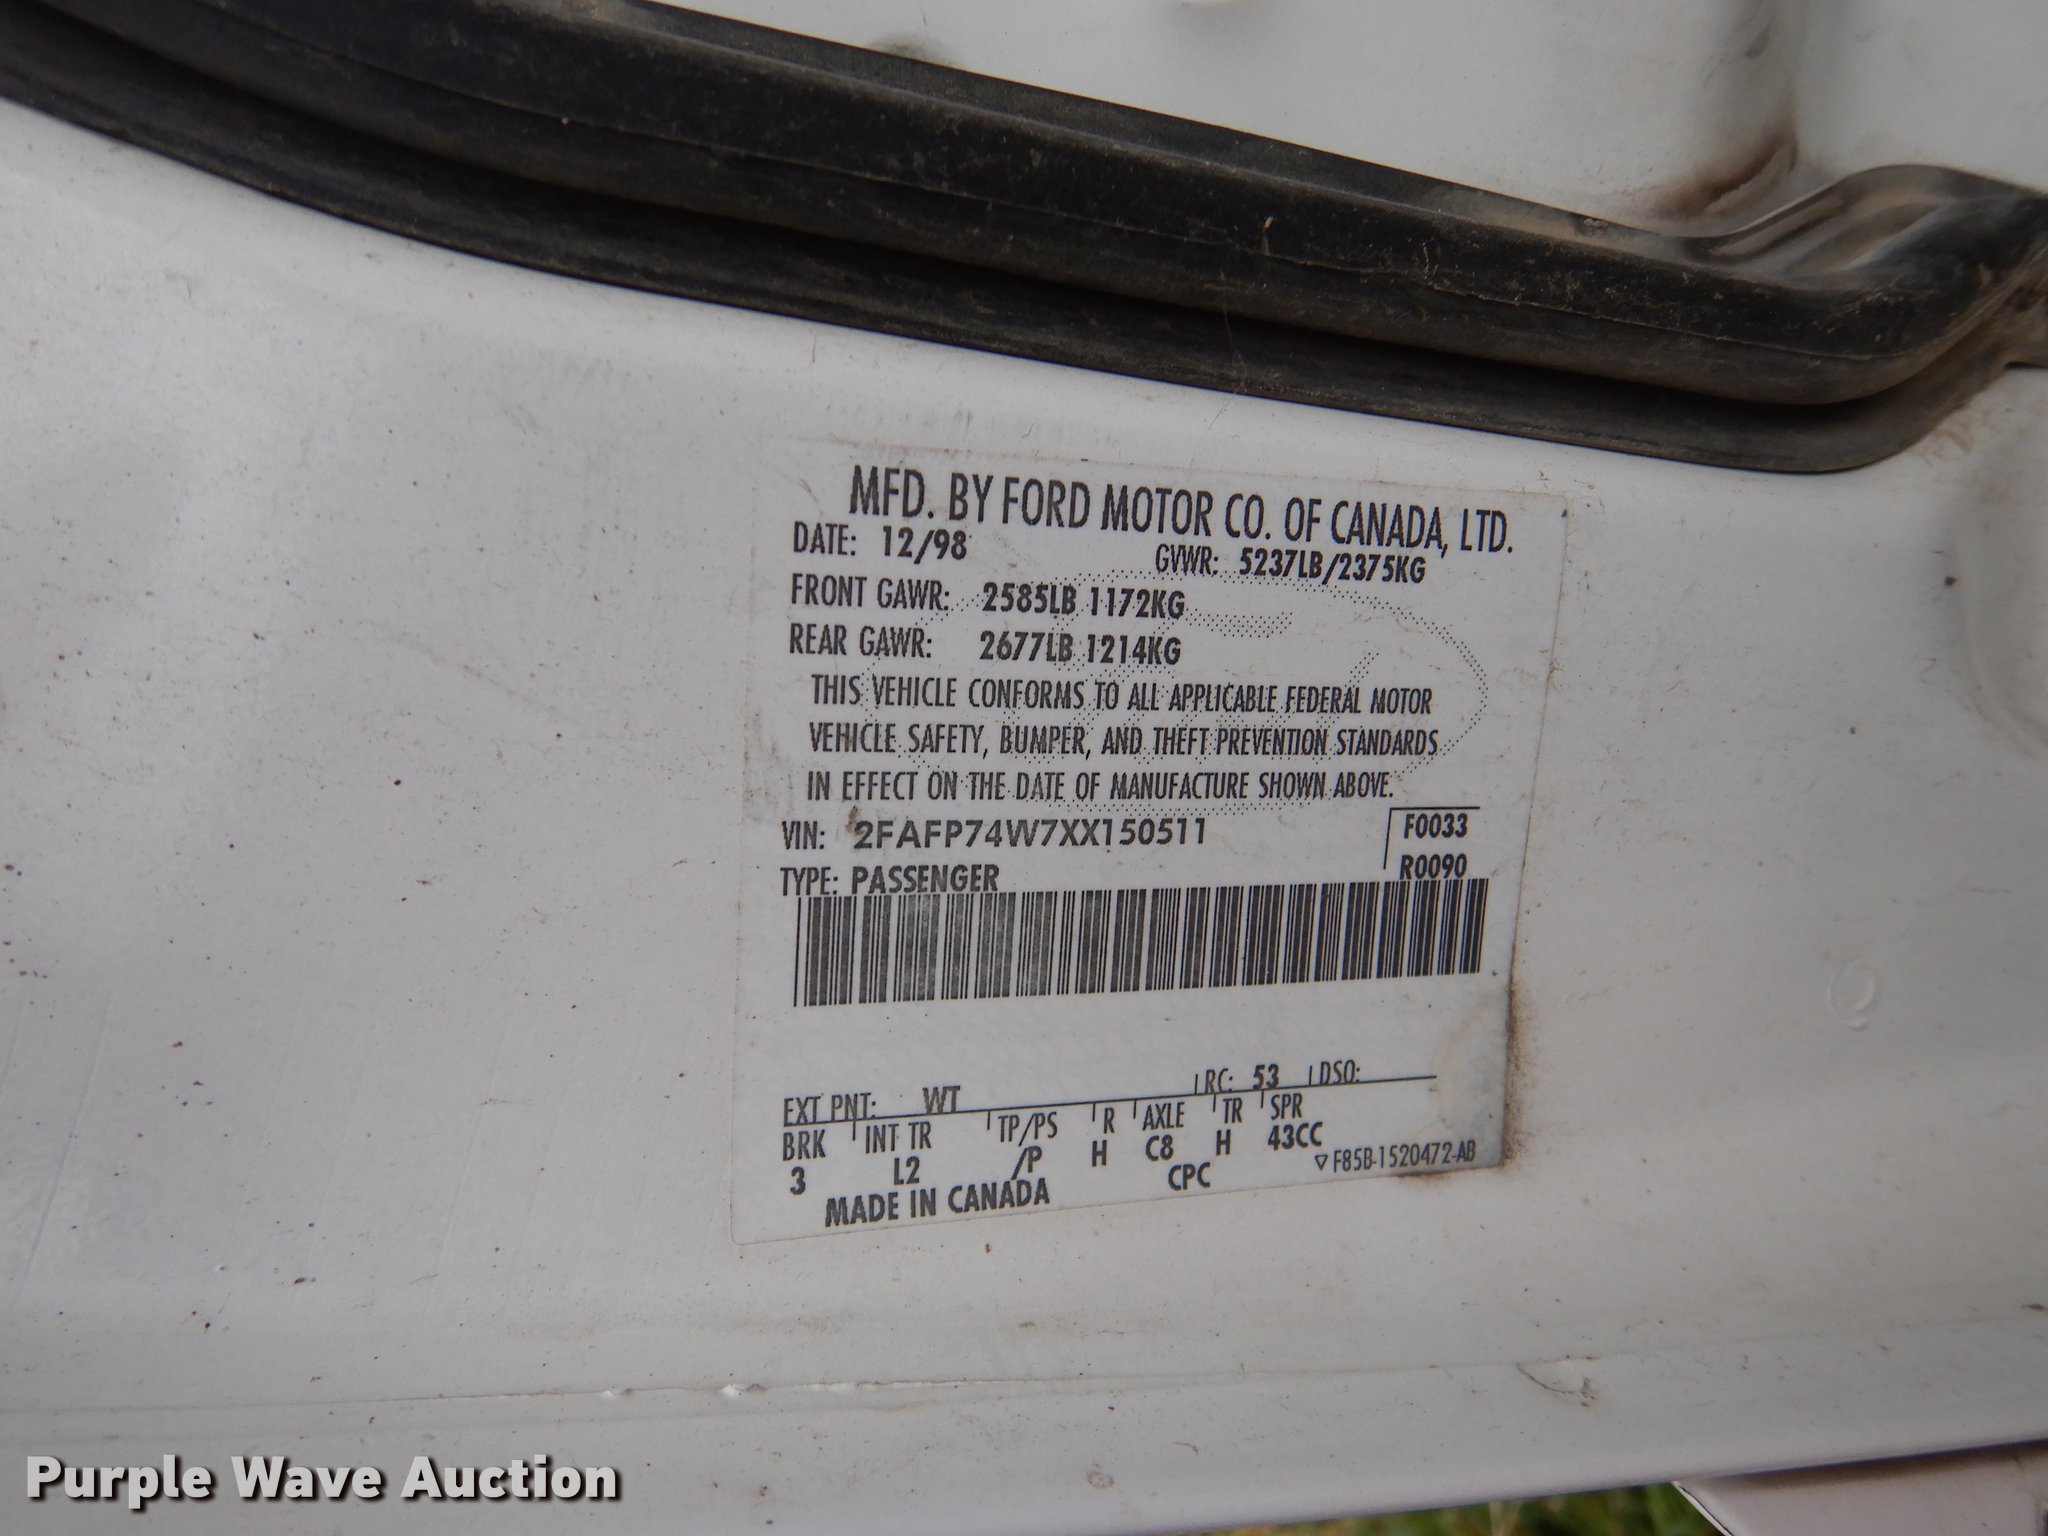 MFD. BY FORD MOTOR CO. OF CANADA, LTD.
DATE: 12/98 GVWR: 5237LB/2375KG
FRONT GAWR: 2585LB 1172KG
REAR GAWR: 2677LB 1214KG
THIS VEHICLE CONFORMS TO ALL APPLICABLE FEDERAL MOTOR
VEHICLE SAFETY, BUMPER, AND THEFT PREVENTION STANDARDS
IN EFFECT ON THE DATE OF MANUFACTURE SHOWN ABOVE.
VIN: 2FAFP74W7XX150511 F0033
TYPE: PASSENGER R0090
EXT PNT: WT RC: 53 DSO:
BRK INT TR TP/PS R AXLE TR SPR
3 L2 /P H C8 H 43CC
MADE IN CANADA CPC ▽ F85B-1520472-AB
Purple Wave Auction